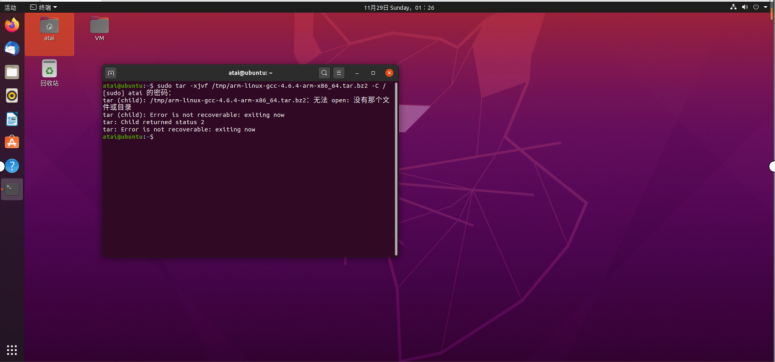 活动
终端
11月29日 Sunday, 01：26
atai
VM
回收站
atai@ubuntu: ~
atai@ubuntu:~$ sudo tar -xjvf /tmp/arm-linux-gcc-4.6.4-arm-x86_64.tar.bz2 -C /
[sudo] atai 的密码：
tar (child): /tmp/arm-linux-gcc-4.6.4-arm-x86_64.tar.bz2：无法 open: 没有那个文
件或目录
tar (child): Error is not recoverable: exiting now
tar: Child returned status 2
tar: Error is not recoverable: exiting now
atai@ubuntu:~$